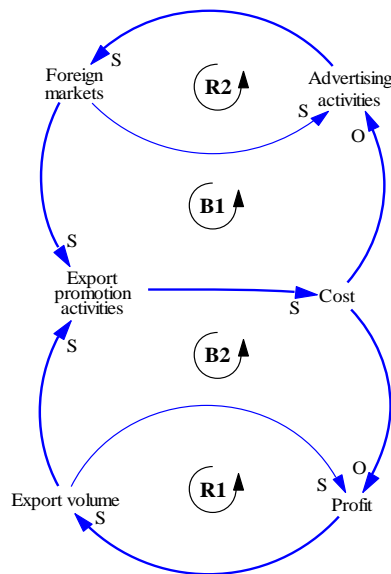 S
Foreign
markets
R2
Advertising
activities
S
O
B1
S
Export
promotion
activities
S
Cost
S
B2
O
S
Export volume
S
R1
Profit